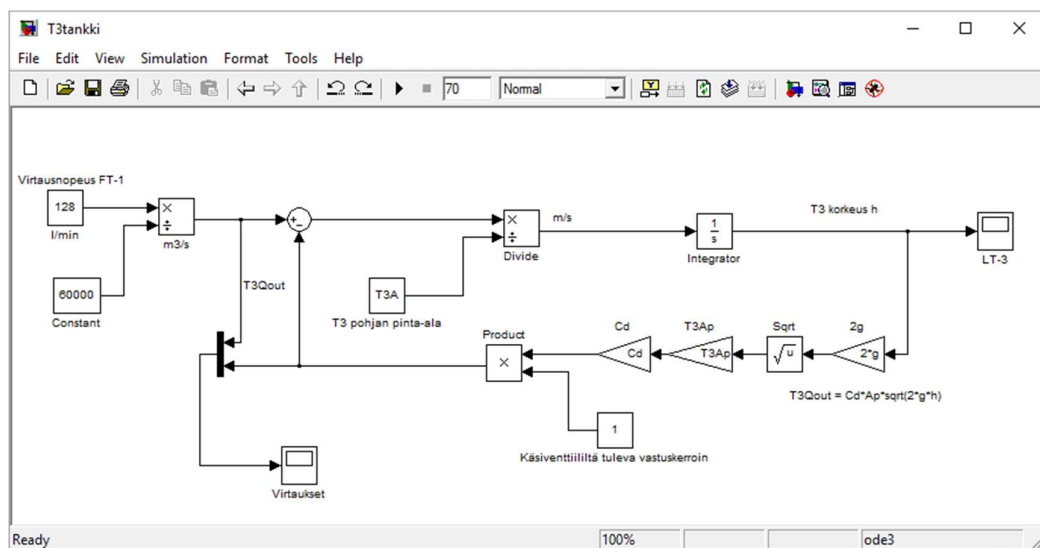 T3tankki
File Edit View Simulation Format Tools Help
70 Normal
Virtausnopeus FT-1
128
l/min
×
÷
m3/s
60000
Constant
T3Qout
+
−
T3A
T3 pohjan pinta-ala
×
÷
Divide
m/s
1
s
Integrator
T3 korkeus h
LT-3
Product
×
Cd
Cd
T3Ap
T3Ap
Sqrt
√u
2g
2*g
T3Qout = Cd*Ap*sqrt(2*g*h)
1
Käsiventtiililtä tuleva vastuskerroin
Virtaukset
Ready 100% ode3